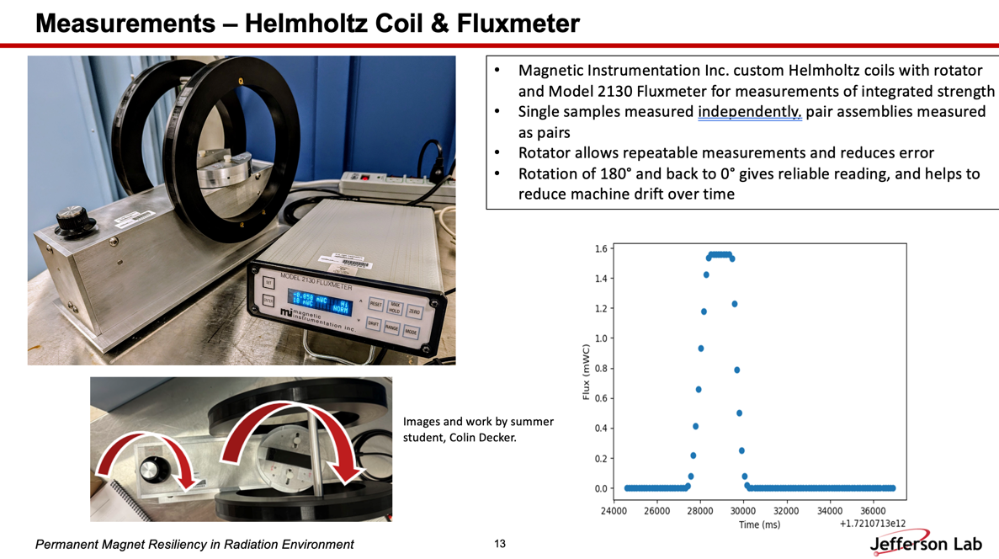 Measurements – Helmholtz Coil & Fluxmeter
• Magnetic Instrumentation Inc. custom Helmholtz coils with rotator
and Model 2130 Fluxmeter for measurements of integrated strength
• Single samples measured independently. pair assemblies measured
as pairs
• Rotator allows repeatable measurements and reduces error
• Rotation of 180° and back to 0° gives reliable reading, and helps to
reduce machine drift over time
MODEL 2130 FLUXMETER
-0.050 mWC Hi
10 mWC NORM
mi magnetic
instrumentation inc.
RESET MAX HOLD ZERO
DRIFT RANGE MODE
Images and work by summer
student, Colin Decker.
Flux (mWC)
1.6
1.4
1.2
1.0
0.8
0.6
0.4
0.2
0.0
24000 26000 28000 30000 32000 34000 36000
Time (ms)
+1.7210713e12
Permanent Magnet Resiliency in Radiation Environment
13
Jefferson Lab